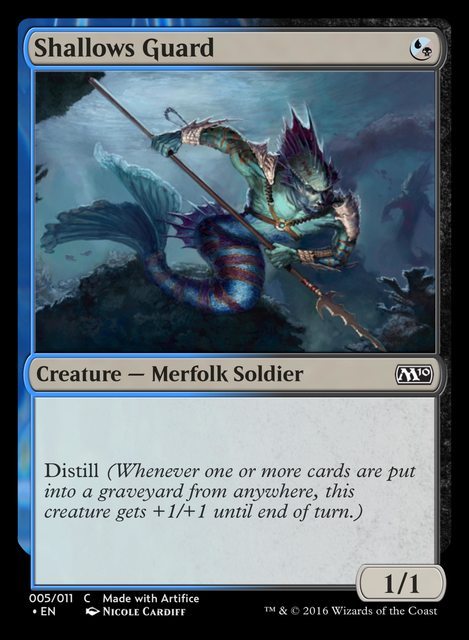 Shallows Guard
Creature — Merfolk Soldier
M10
Distill (Whenever one or more cards are put
into a graveyard from anywhere, this
creature gets +1/+1 until end of turn.)
1/1
005/011 C Made with Artifice
• EN Nicole Cardiff
™ & © 2016 Wizards of the Coast